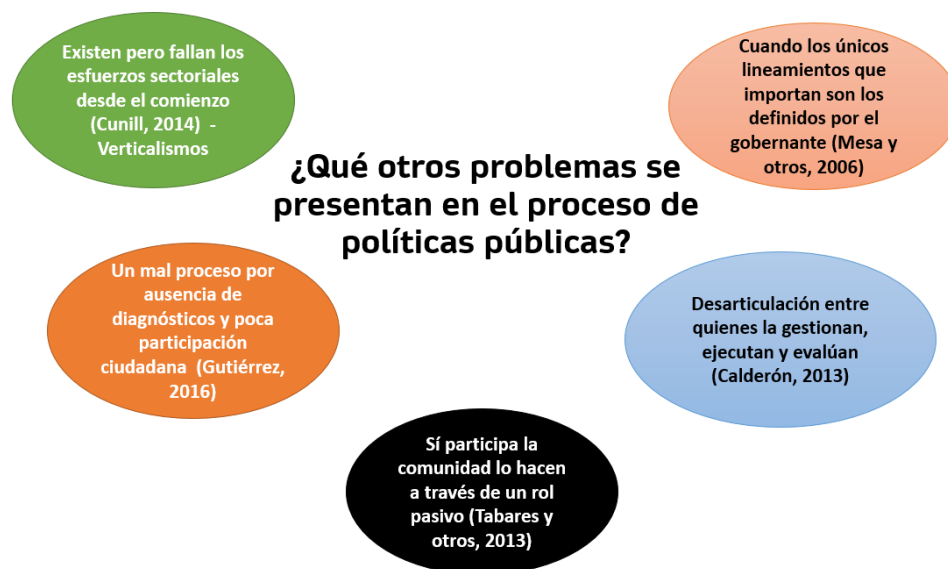 Existen pero fallan los
esfuerzos sectoriales
desde el comienzo
(Cunill, 2014)  -
Verticalismos
Cuando los únicos
lineamientos que
importan son los
definidos por el
gobernante (Mesa y
otros, 2006)
¿Qué otros problemas se
presentan en el proceso de
políticas públicas?
Un mal proceso por
ausencia de
diagnósticos y poca
participación
ciudadana  (Gutiérrez,
2016)
Desarticulación entre
quienes la gestionan,
ejecutan y evalúan
(Calderón, 2013)
Sí participa la
comunidad lo hacen
a través de un rol
pasivo (Tabares y
otros, 2013)